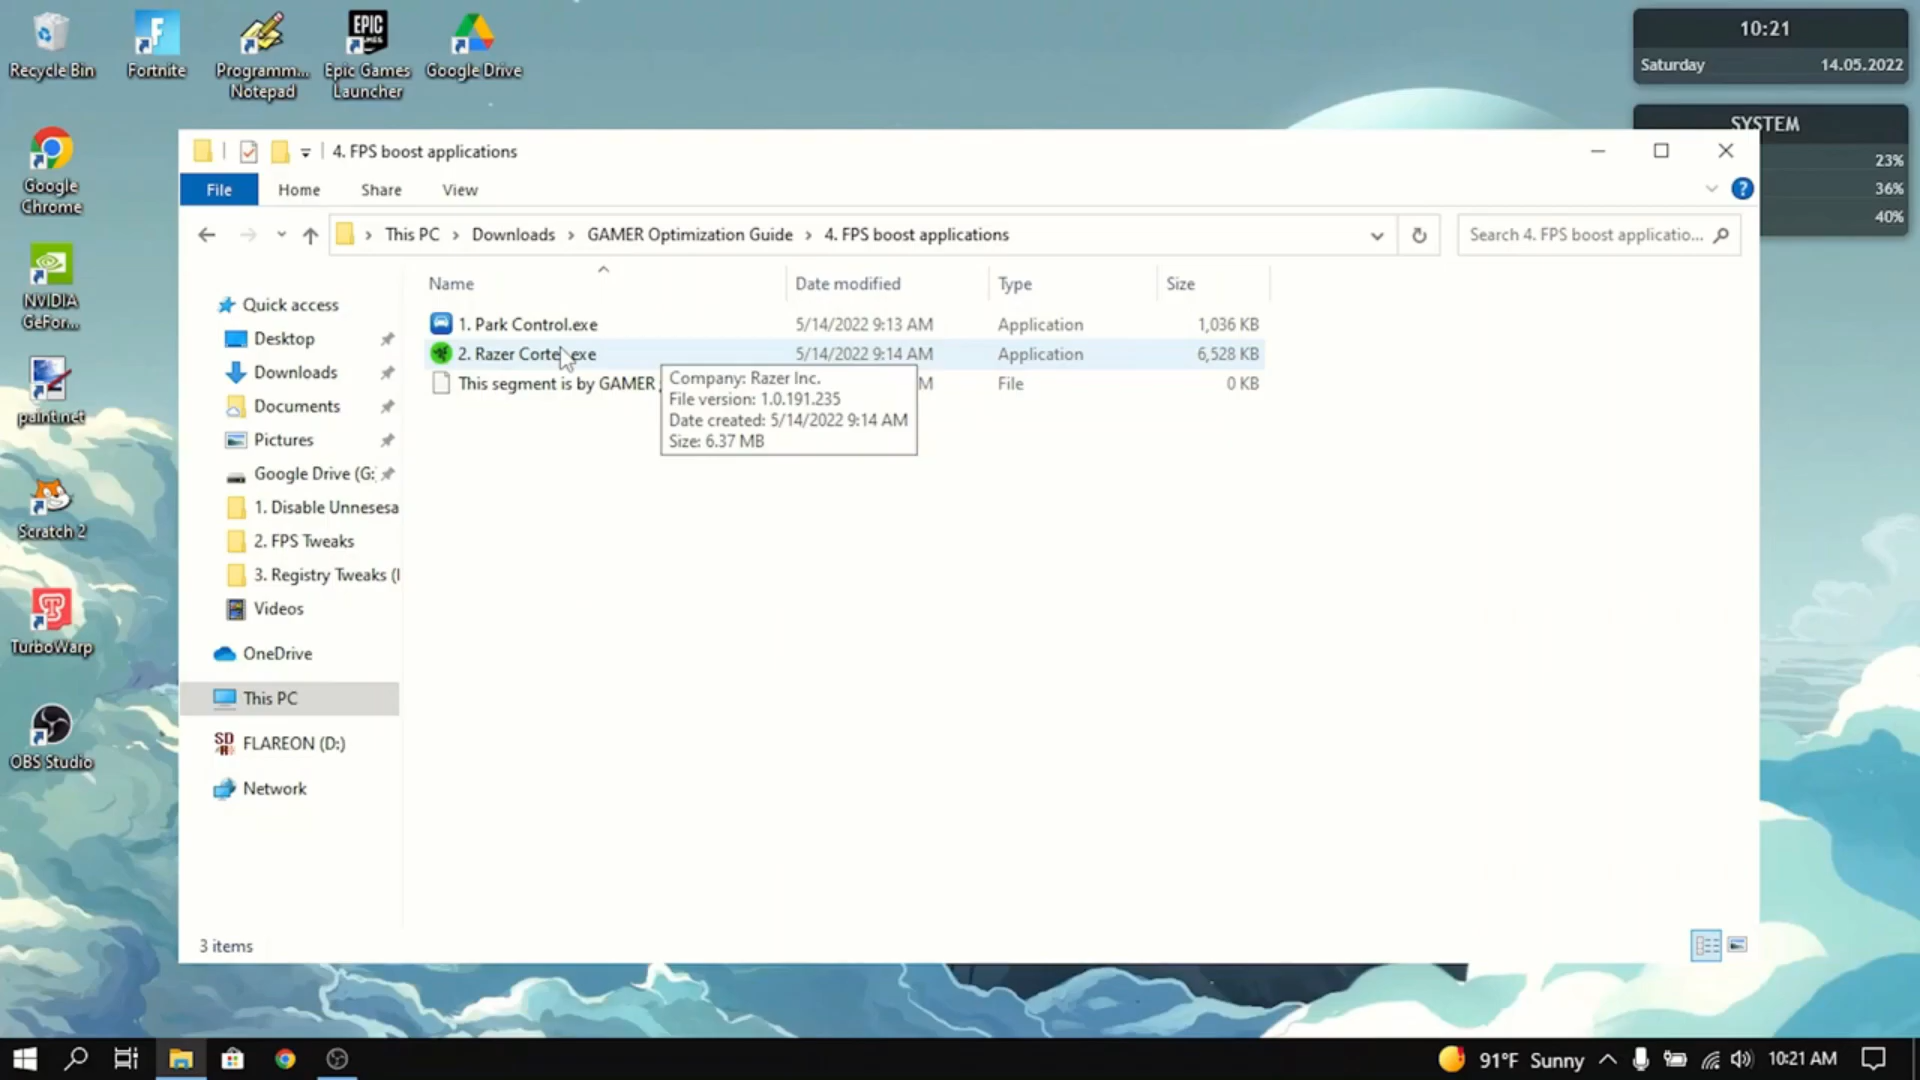 Recycle Bin
Fortnite
Programm... Notepad
Epic Games Launcher
Google Drive
10:21
Saturday 14.05.2022
SYSTEM
23%
36%
40%
Google Chrome
NVIDIA GeFor...
paint.net
Scratch 2
TurboWarp
OBS Studio
4. FPS boost applications
File Home Share View
This PC > Downloads > GAMER Optimization Guide > 4. FPS boost applications
Search 4. FPS boost applicatio...
Name Date modified Type Size
1. Park Control.exe 5/14/2022 9:13 AM Application 1,036 KB
2. Razer Corte .exe 5/14/2022 9:14 AM Application 6,528 KB
This segment is by GAMER M File 0 KB
Company: Razer Inc.
File version: 1.0.191.235
Date created: 5/14/2022 9:14 AM
Size: 6.37 MB
Quick access
Desktop
Downloads
Documents
Pictures
Google Drive (G:
1. Disable Unnesesa
2. FPS Tweaks
3. Registry Tweaks (
Videos
OneDrive
This PC
FLAREON (D:)
Network
3 items
91°F Sunny
10:21 AM